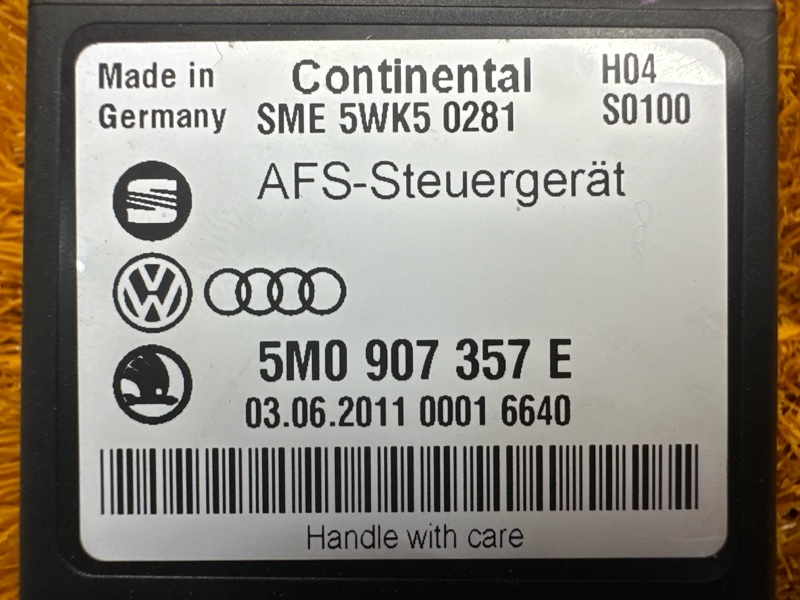 Made in Germany
Continental
SME 5WK5 0281
H04
S0100
AFS-Steuergerät
5M0 907 357 E
03.06.2011 0001 6640
Handle with care